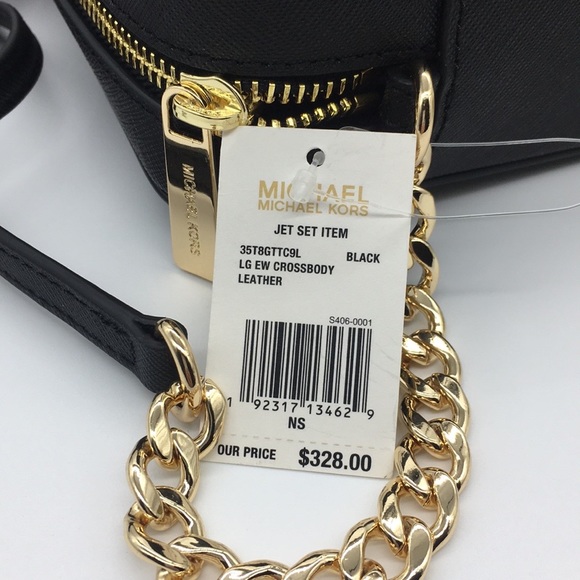 MICHAEL KORS
MICHAEL
MICHAEL KORS
JET SET ITEM
35T8GTTC9L BLACK
LG EW CROSSBODY
LEATHER
S406-0001
1 92317 13462 9
NS
OUR PRICE $328.00